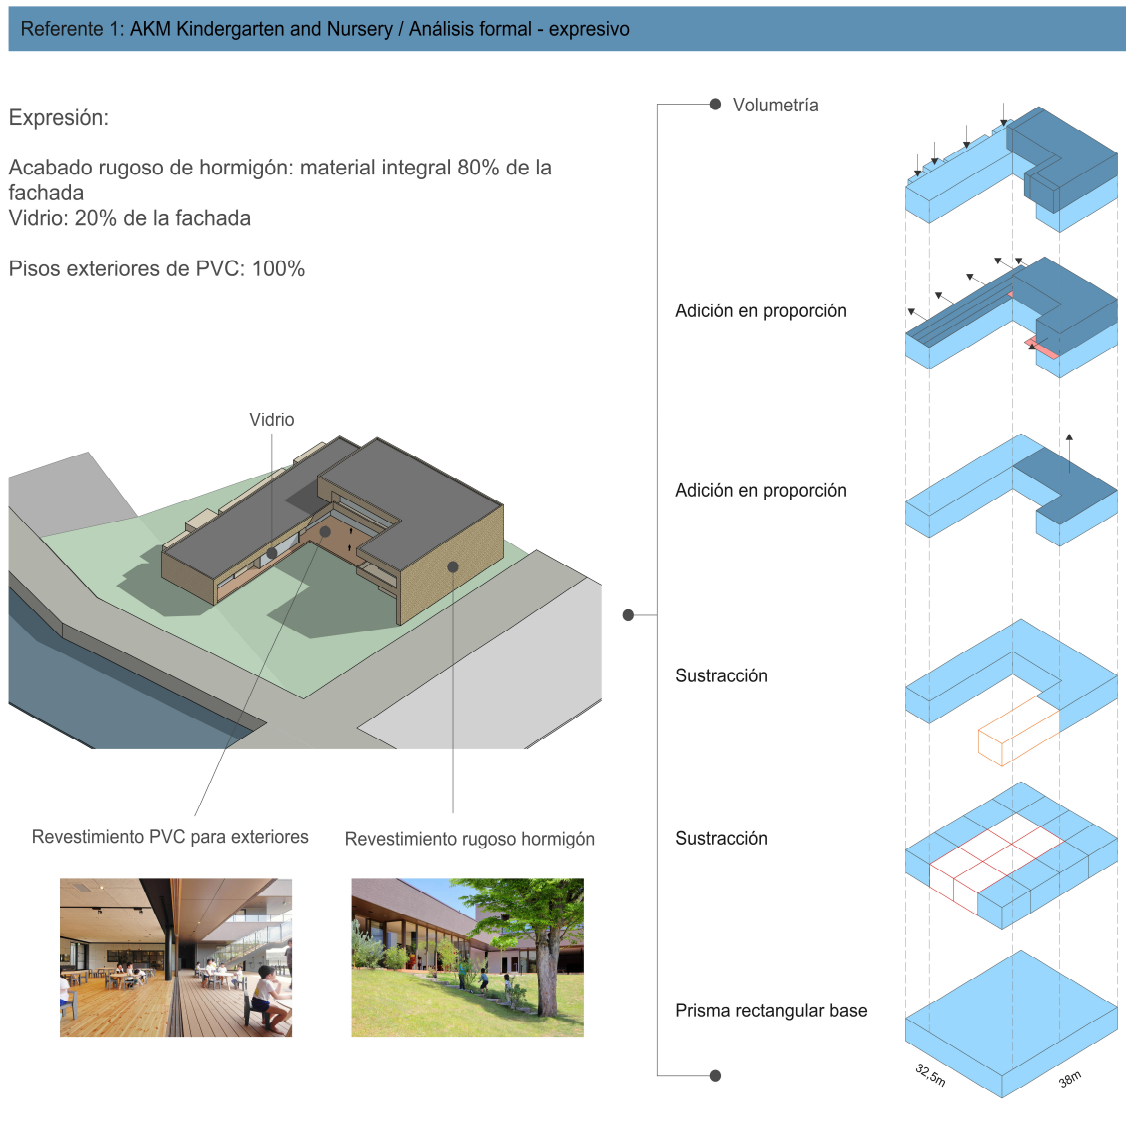 Referente 1: AKM Kindergarten and Nursery / Análisis formal - expresivo
Expresión:
Acabado rugoso de hormigón: material integral 80% de la
fachada
Vidrio: 20% de la fachada
Pisos exteriores de PVC: 100%
Vidrio
Revestimiento PVC para exteriores
Revestimiento rugoso hormigón
Volumetría
Adición en proporción
Adición en proporción
Sustracción
Sustracción
Prisma rectangular base
32,5m
38m